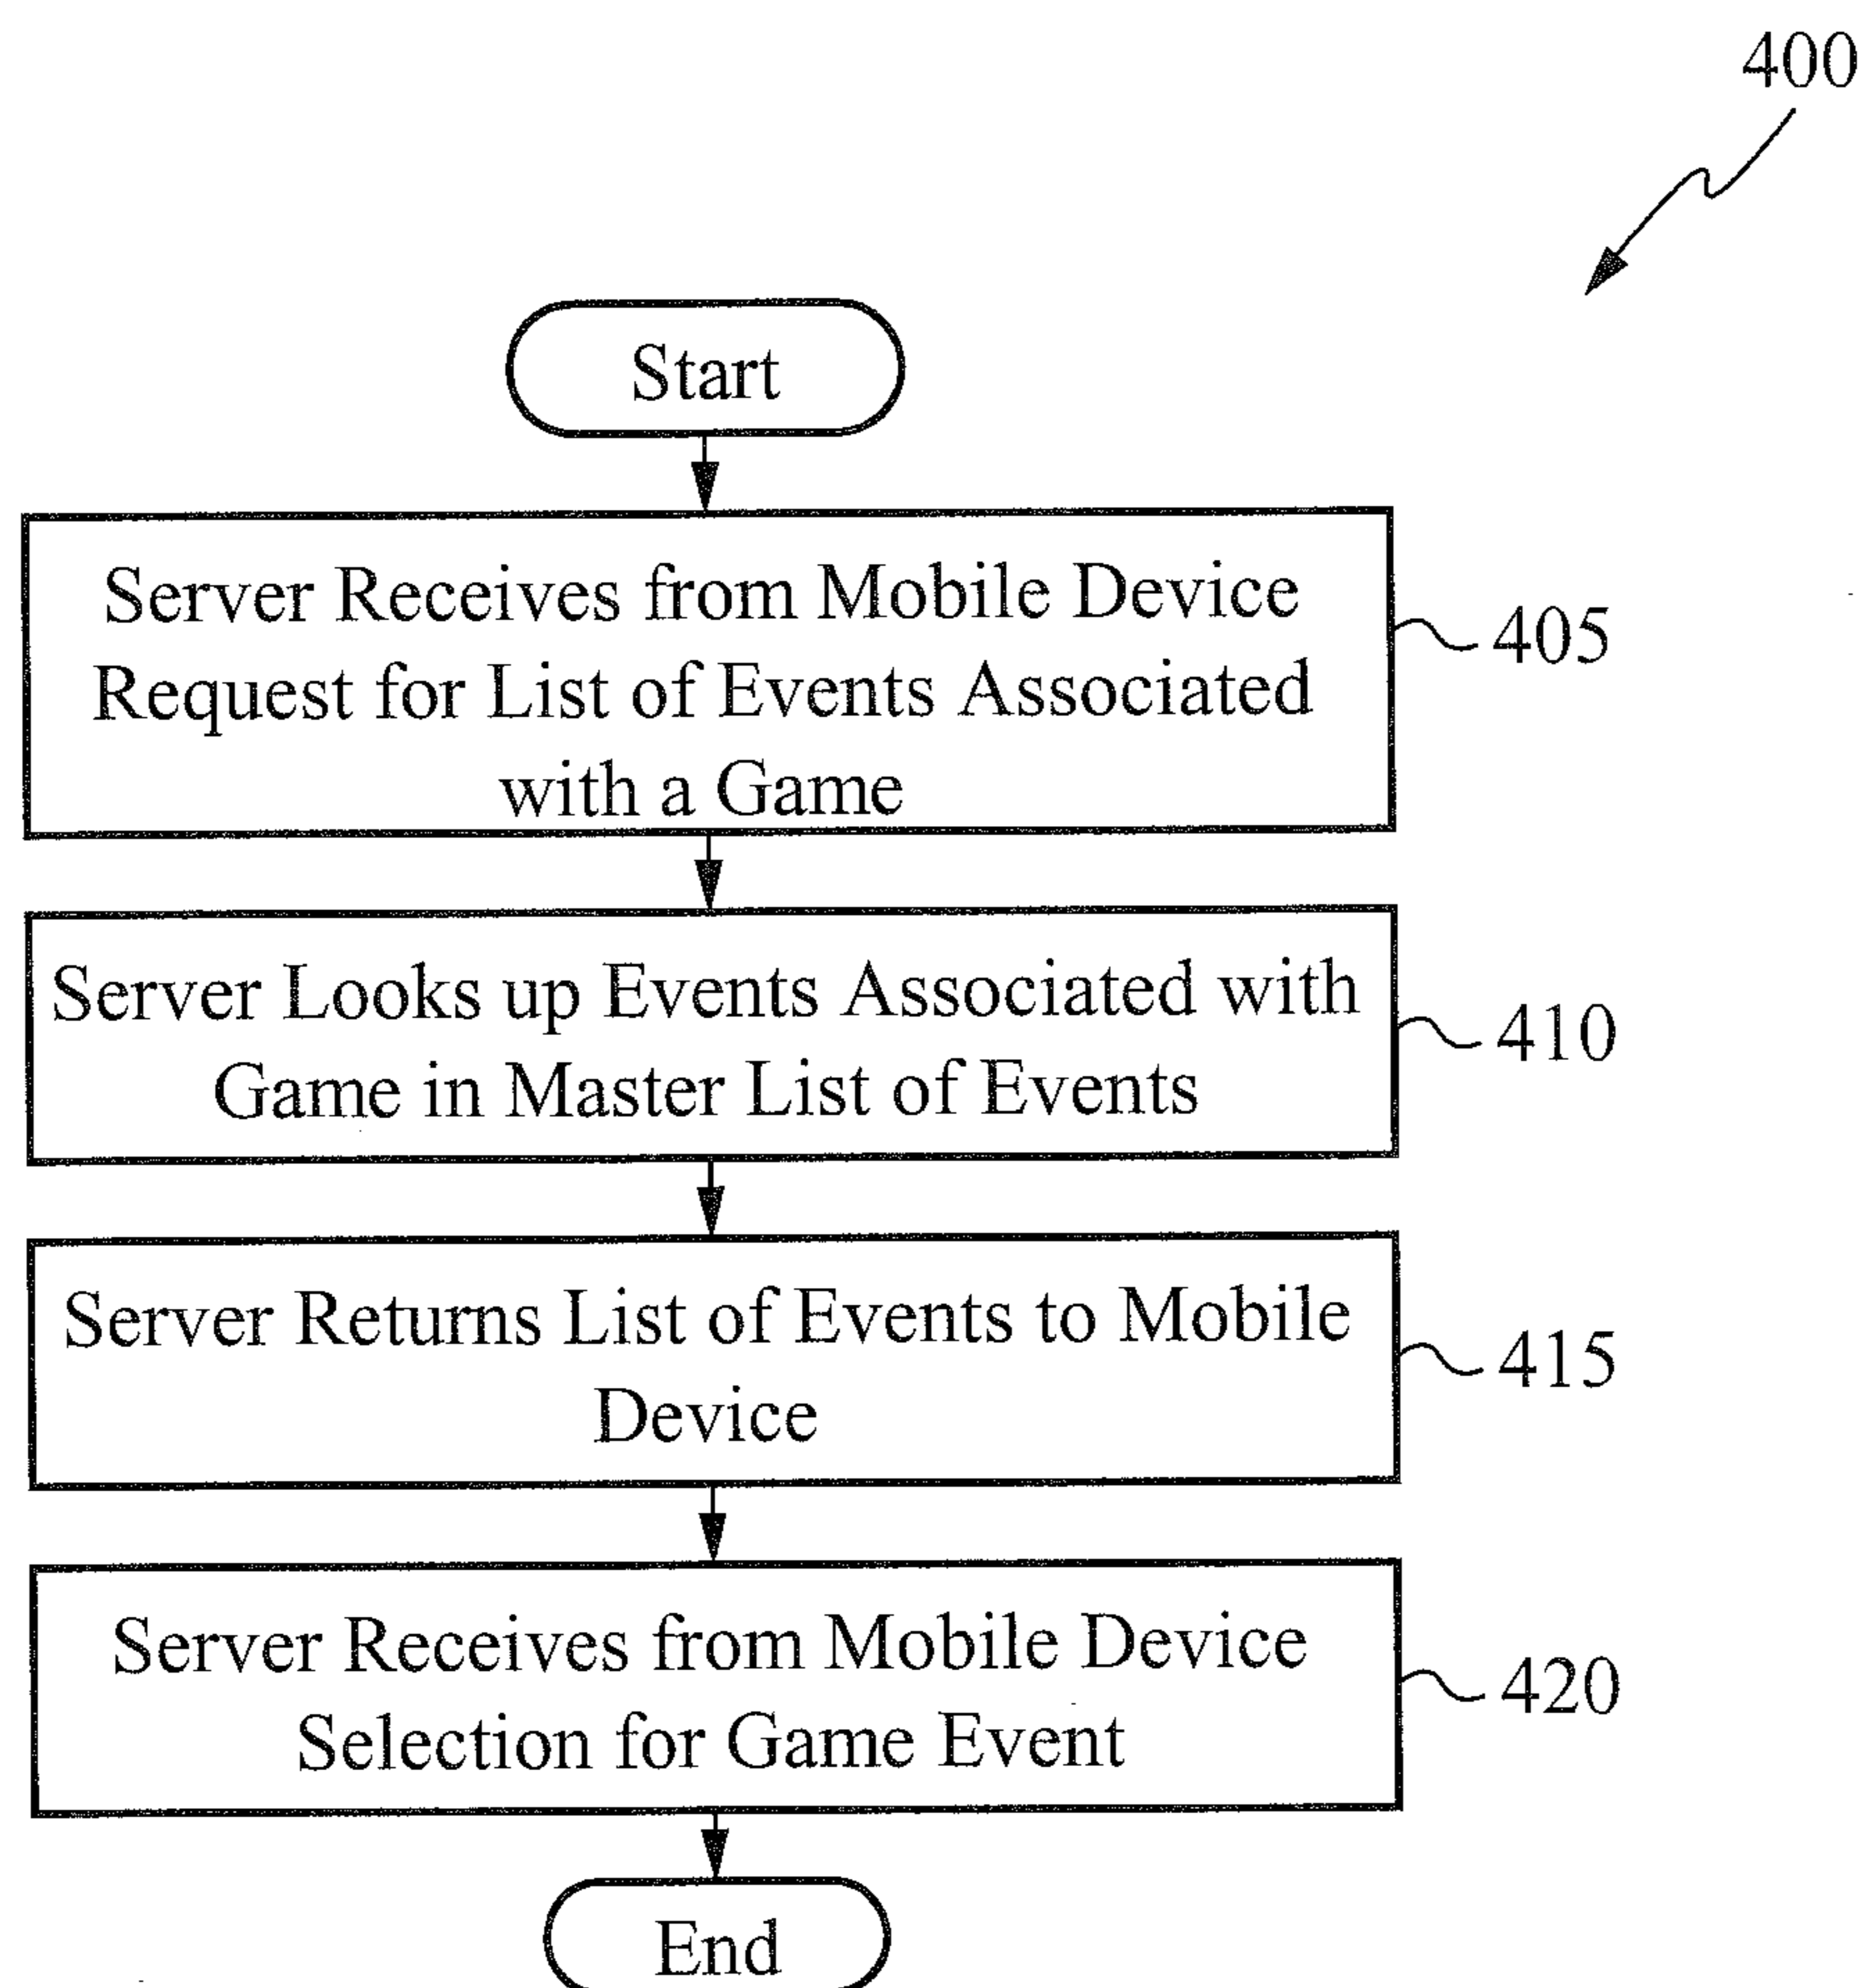 400
Start
Server Receives from Mobile Device
Request for List of Events Associated
with a Game
405
Server Looks up Events Associated with
Game in Master List of Events
410
Server Returns List of Events to Mobile
Device
415
Server Receives from Mobile Device
Selection for Game Event
420
End